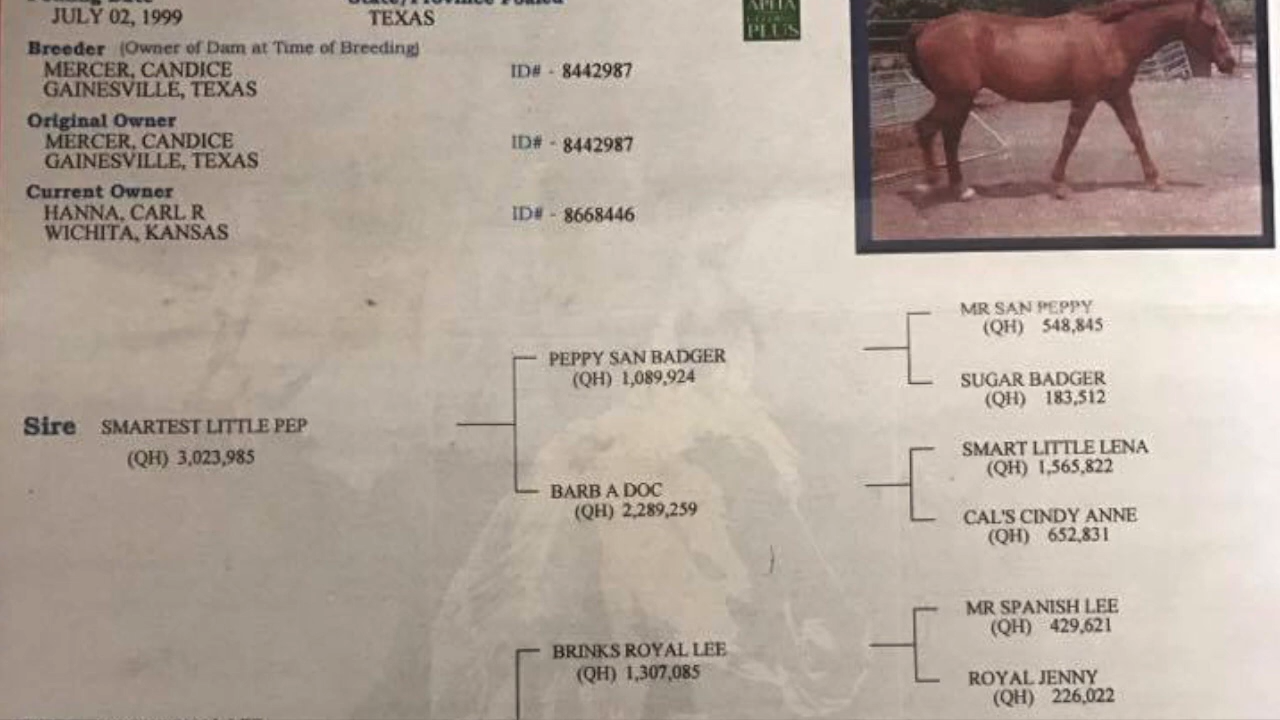 JULY 02, 1999
TEXAS
APHA
PLUS
Breeder (Owner of Dam at Time of Breeding)
MERCER, CANDICE
GAINESVILLE, TEXAS
ID# - 8442987
Original Owner
MERCER, CANDICE
GAINESVILLE, TEXAS
ID# - 8442987
Current Owner
HANNA, CARL R
WICHITA, KANSAS
ID# - 8668446
MR SAN PEPPY
(QH) 548,845
PEPPY SAN BADGER
(QH) 1,089,924
SUGAR BADGER
(QH) 183,512
Sire SMARTEST LITTLE PEP
(QH) 3,023,985
SMART LITTLE LENA
(QH) 1,565,822
BARB A DOC
(QH) 2,289,259
CAL'S CINDY ANNE
(QH) 652,831
MR SPANISH LEE
(QH) 429,621
BRINKS ROYAL LEE
(QH) 1,307,085
ROYAL JENNY
(QH) 226,022